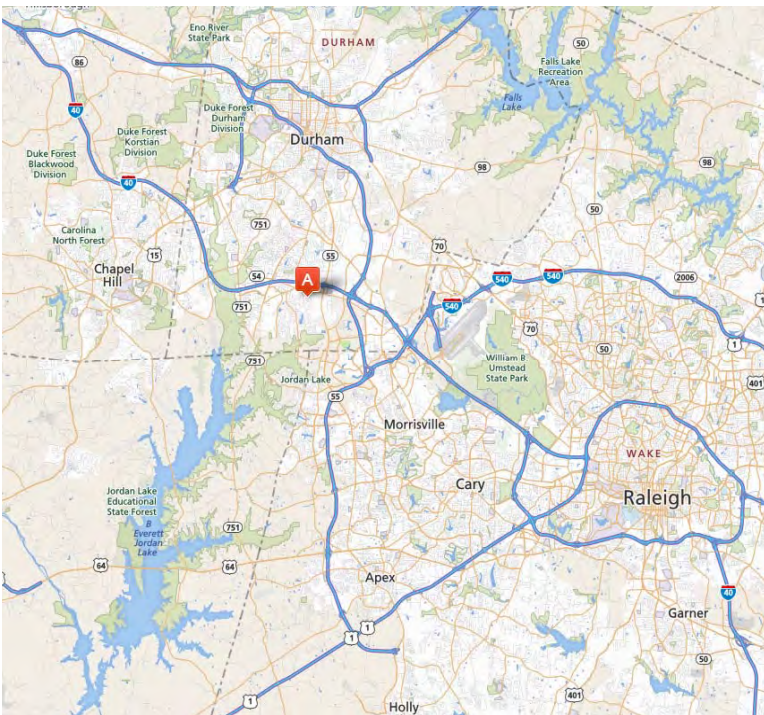 Eno River
State Park
DURHAM
50
Falls Lake
Recreation
Area
86
Falls
Lake
40
Duke Forest
Durham
Division
Duke Forest
Korstian
Division
Durham
Duke Forest
Blackwood
Division
98
98
40
50
Carolina
North Forest
751
15
70
55
Chapel
Hill
54
A
540
540
540
2006
751
1
70
1
50
William B
Umstead
State Park
751
Jordan Lake
401
55
Morrisville
WAKE
Cary
Raleigh
Jordan Lake
Educational
State Forest
B
Everett
Jordan
Lake
751
64
64
Apex
40
Garner
1
1
50
1
401
Holly